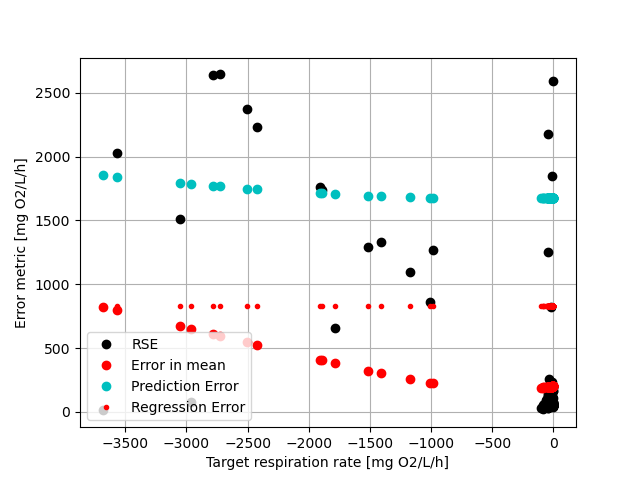 2500
2000
1500
1000
500
0
Error metric [mg O2/L/h]
RSE
Error in mean
Prediction Error
Regression Error
−3500 −3000 −2500 −2000 −1500 −1000 −500 0
Target respiration rate [mg O2/L/h]